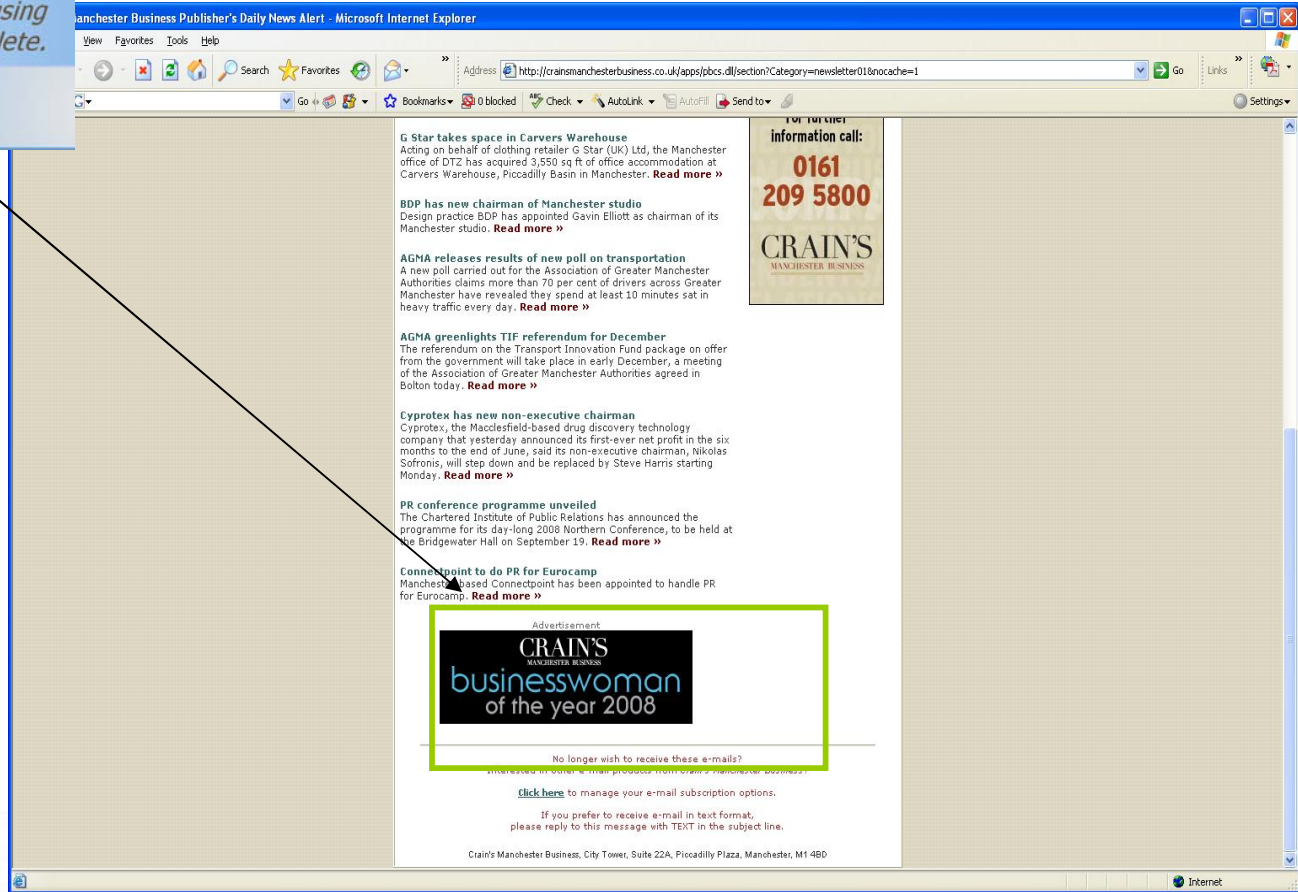 using
lete.
anchester Business Publisher's Daily News Alert - Microsoft Internet Explorer
View Favorites Tools Help
Search Favorites
Address http://crainsmanchesterbusiness.co.uk/apps/pbcs.dll/section?Category=newsletter01&nocache=1
Go Links
Go Bookmarks 0 blocked Check AutoLink AutoFill Send to Settings
G Star takes space in Carvers Warehouse
Acting on behalf of clothing retailer G Star (UK) Ltd, the Manchester
office of DTZ has acquired 3,550 sq ft of office accommodation at
Carvers Warehouse, Piccadilly Basin in Manchester. Read more »
BDP has new chairman of Manchester studio
Design practice BDP has appointed Gavin Elliott as chairman of its
Manchester studio. Read more »
AGMA releases results of new poll on transportation
A new poll carried out for the Association of Greater Manchester
Authorities claims more than 70 per cent of drivers across Greater
Manchester have revealed they spend at least 10 minutes sat in
heavy traffic every day. Read more »
AGMA greenlights TIF referendum for December
The referendum on the Transport Innovation Fund package on offer
from the government will take place in early December, a meeting
of the Association of Greater Manchester Authorities agreed in
Bolton today. Read more »
Cyprotex has new non-executive chairman
Cyprotex, the Macclesfield-based drug discovery technology
company that yesterday announced its first-ever net profit in the six
months to the end of June, said its non-executive chairman, Nikolas
Sofronis, will step down and be replaced by Steve Harris starting
Monday. Read more »
PR conference programme unveiled
The Chartered Institute of Public Relations has announced the
programme for its day-long 2008 Northern Conference, to be held at
the Bridgewater Hall on September 19. Read more »
Connectpoint to do PR for Eurocamp
Manchester-based Connectpoint has been appointed to handle PR
for Eurocamp. Read more »
For further
information call:
0161
209 5800
CRAIN'S
MANCHESTER BUSINESS
Advertisement
CRAIN'S
MANCHESTER BUSINESS
businesswoman
of the year 2008
No longer wish to receive these e-mails?
Interested in other e-mail products from Crain's Manchester Business?
Click here to manage your e-mail subscription options.
If you prefer to receive e-mail in text format,
please reply to this message with TEXT in the subject line.
Crain's Manchester Business, City Tower, Suite 22A, Piccadilly Plaza, Manchester, M1 4BD
Internet